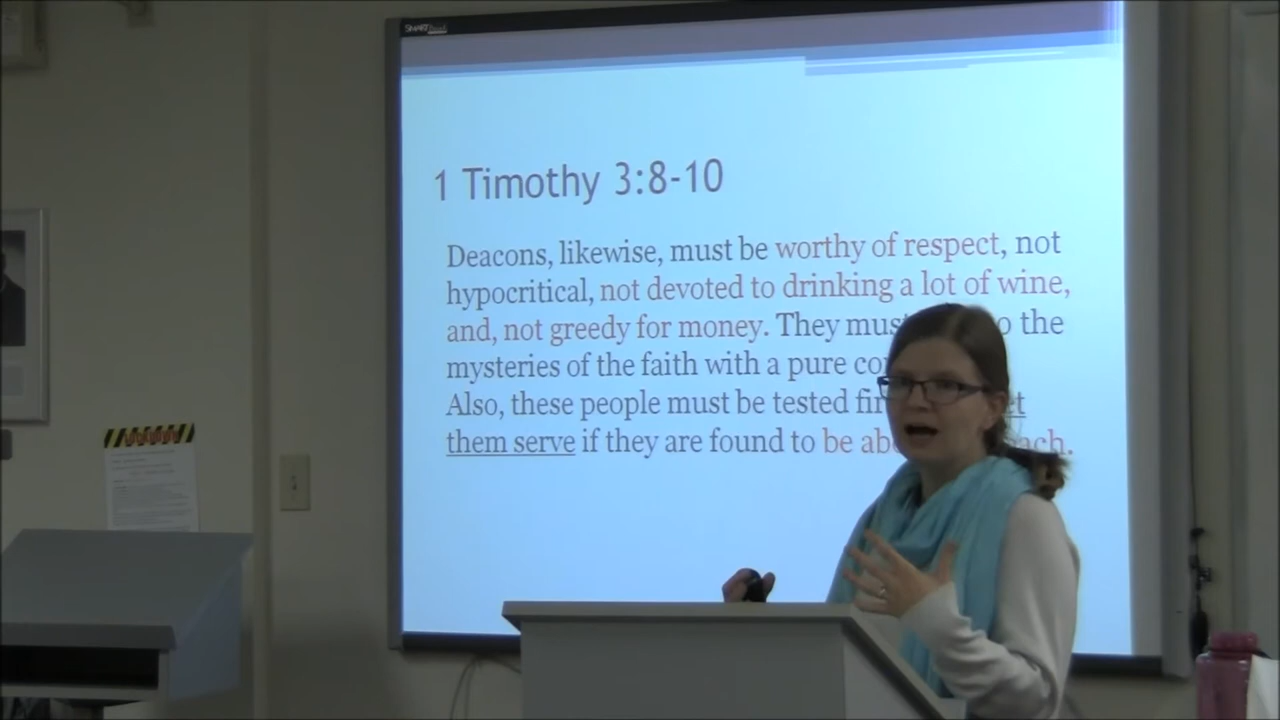 SMART
1 Timothy 3:8-10
Deacons, likewise, must be worthy of respect, not
hypocritical, not devoted to drinking a lot of wine,
and, not greedy for money. They must the
mysteries of the faith with a pure
Also, these people must be tested
them serve if they are found to be